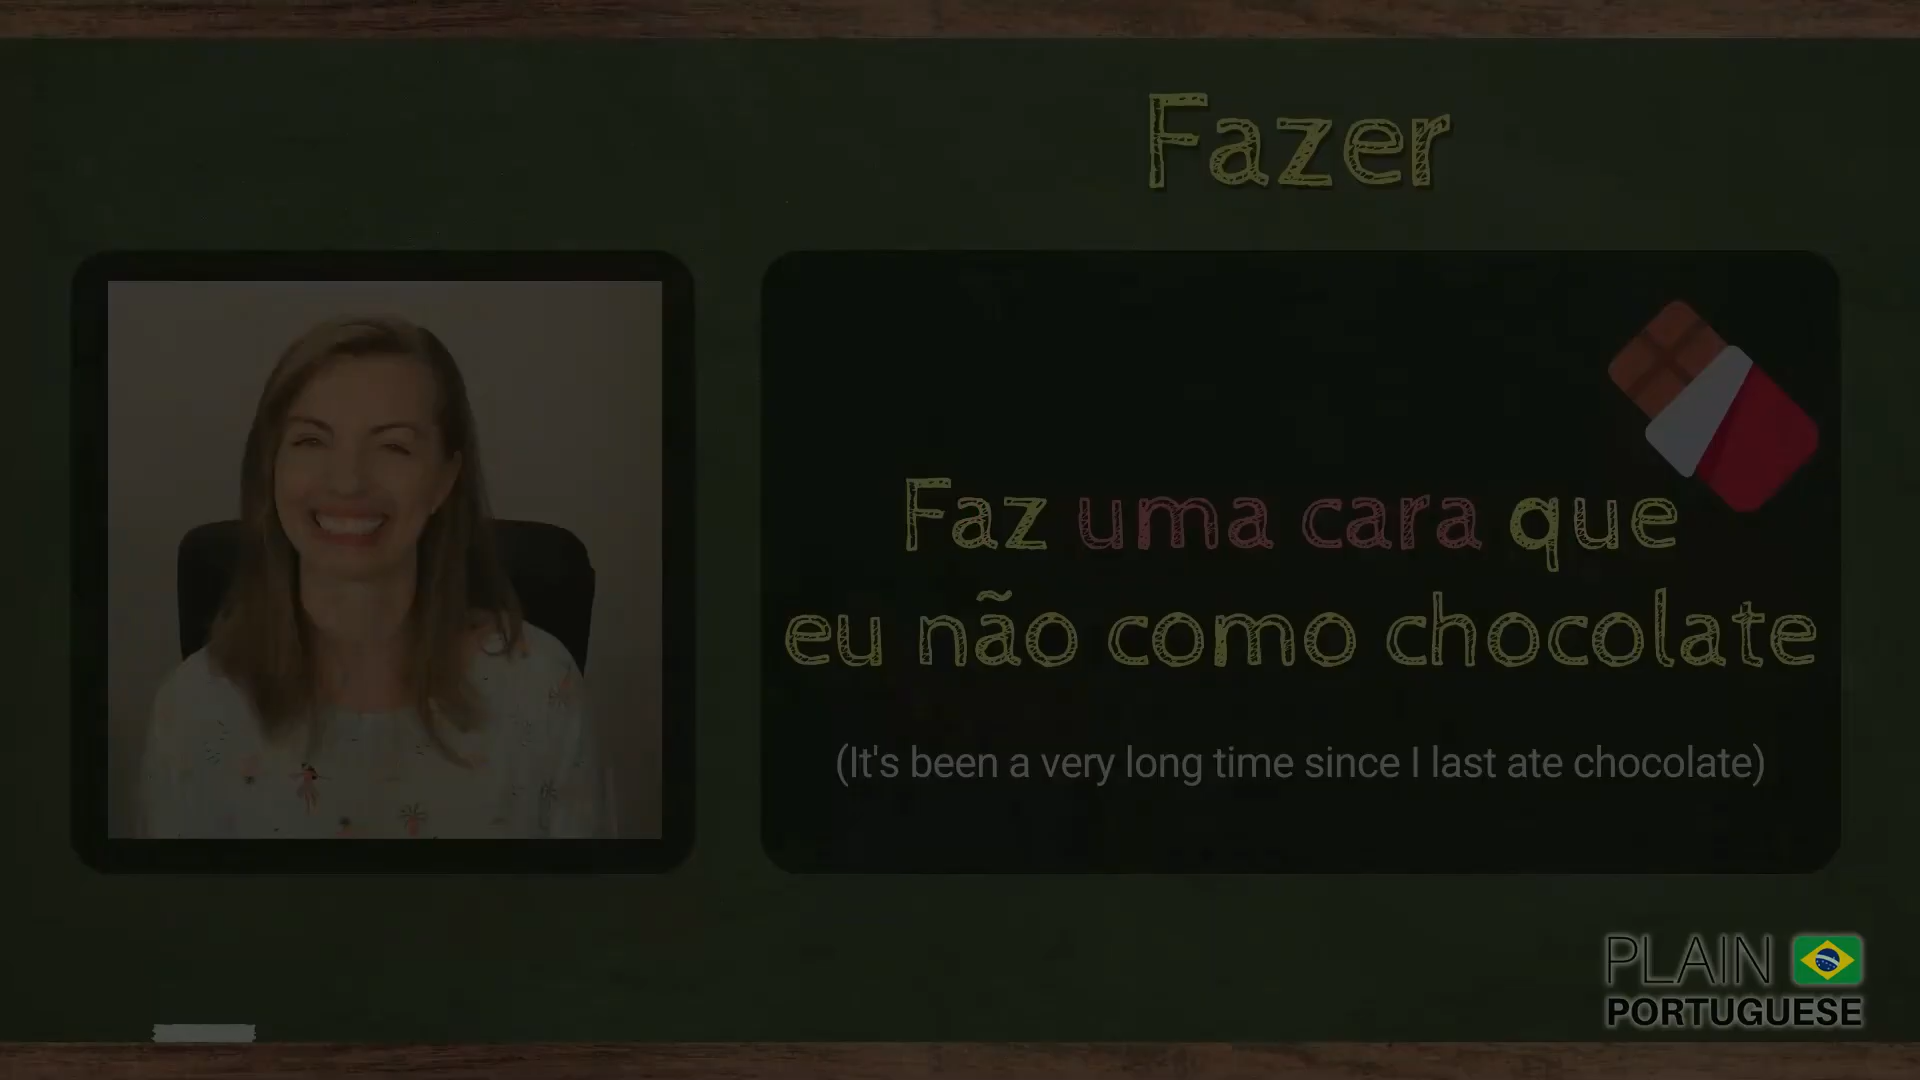 Fazer
Faz uma cara que
eu não como chocolate
(It's been a very long time since I last ate chocolate)
PLAIN
PORTUGUESE